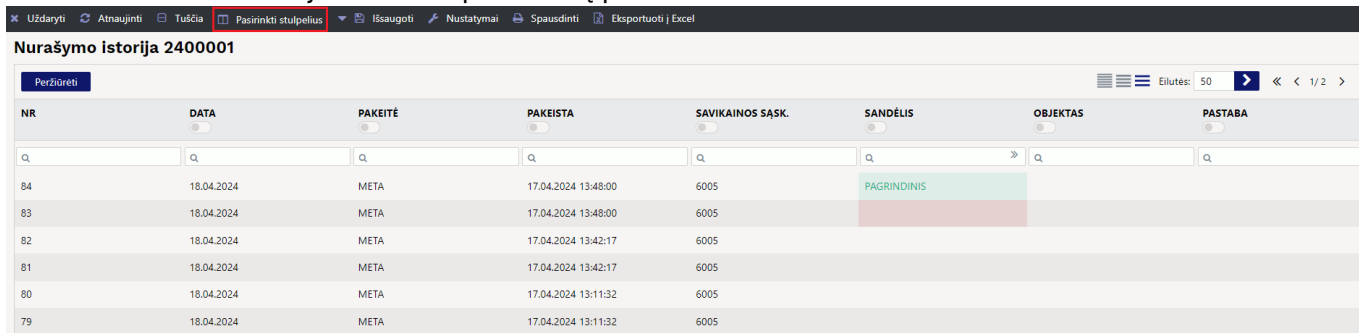 Uždaryti Atnaujinti Tuščia Pasirinkti stulpelius Išsaugoti Nustatymai Spausdinti Eksportuoti į Excel
Nurašymo istorija 2400001
Peržiūrėti Eilutės: 50 1/ 2
NR DATA PAKEITĖ PAKEISTA SAVIKAINOS SĄSK. SANDĖLIS OBJEKTAS PASTABA
84 18.04.2024 META 17.04.2024 13:48:00 6005 PAGRINDINIS
83 18.04.2024 META 17.04.2024 13:48:00 6005
82 18.04.2024 META 17.04.2024 13:42:17 6005
81 18.04.2024 META 17.04.2024 13:42:17 6005
80 18.04.2024 META 17.04.2024 13:11:32 6005
79 18.04.2024 META 17.04.2024 13:11:32 6005